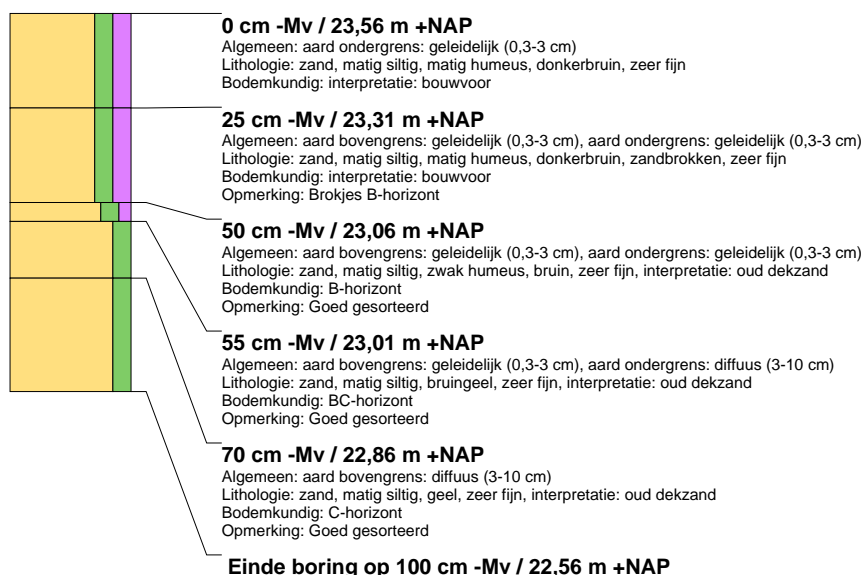 0 cm -Mv / 23,56 m +NAP
Algemeen: aard ondergrens: geleidelijk (0,3-3 cm)
Lithologie: zand, matig siltig, matig humeus, donkerbruin, zeer fijn
Bodemkundig: interpretatie: bouwvoor
25 cm -Mv / 23,31 m +NAP
Algemeen: aard bovengrens: geleidelijk (0,3-3 cm), aard ondergrens: geleidelijk (0,3-3 cm)
Lithologie: zand, matig siltig, matig humeus, donkerbruin, zandbrokken, zeer fijn
Bodemkundig: interpretatie: bouwvoor
Opmerking: Brokjes B-horizont
50 cm -Mv / 23,06 m +NAP
Algemeen: aard bovengrens: geleidelijk (0,3-3 cm), aard ondergrens: geleidelijk (0,3-3 cm)
Lithologie: zand, matig siltig, zwak humeus, bruin, zeer fijn, interpretatie: oud dekzand
Bodemkundig: B-horizont
Opmerking: Goed gesorteerd
55 cm -Mv / 23,01 m +NAP
Algemeen: aard bovengrens: geleidelijk (0,3-3 cm), aard ondergrens: diffuus (3-10 cm)
Lithologie: zand, matig siltig, bruingeel, zeer fijn, interpretatie: oud dekzand
Bodemkundig: BC-horizont
Opmerking: Goed gesorteerd
70 cm -Mv / 22,86 m +NAP
Algemeen: aard bovengrens: diffuus (3-10 cm)
Lithologie: zand, matig siltig, geel, zeer fijn, interpretatie: oud dekzand
Bodemkundig: C-horizont
Opmerking: Goed gesorteerd
Einde boring op 100 cm -Mv / 22,56 m +NAP